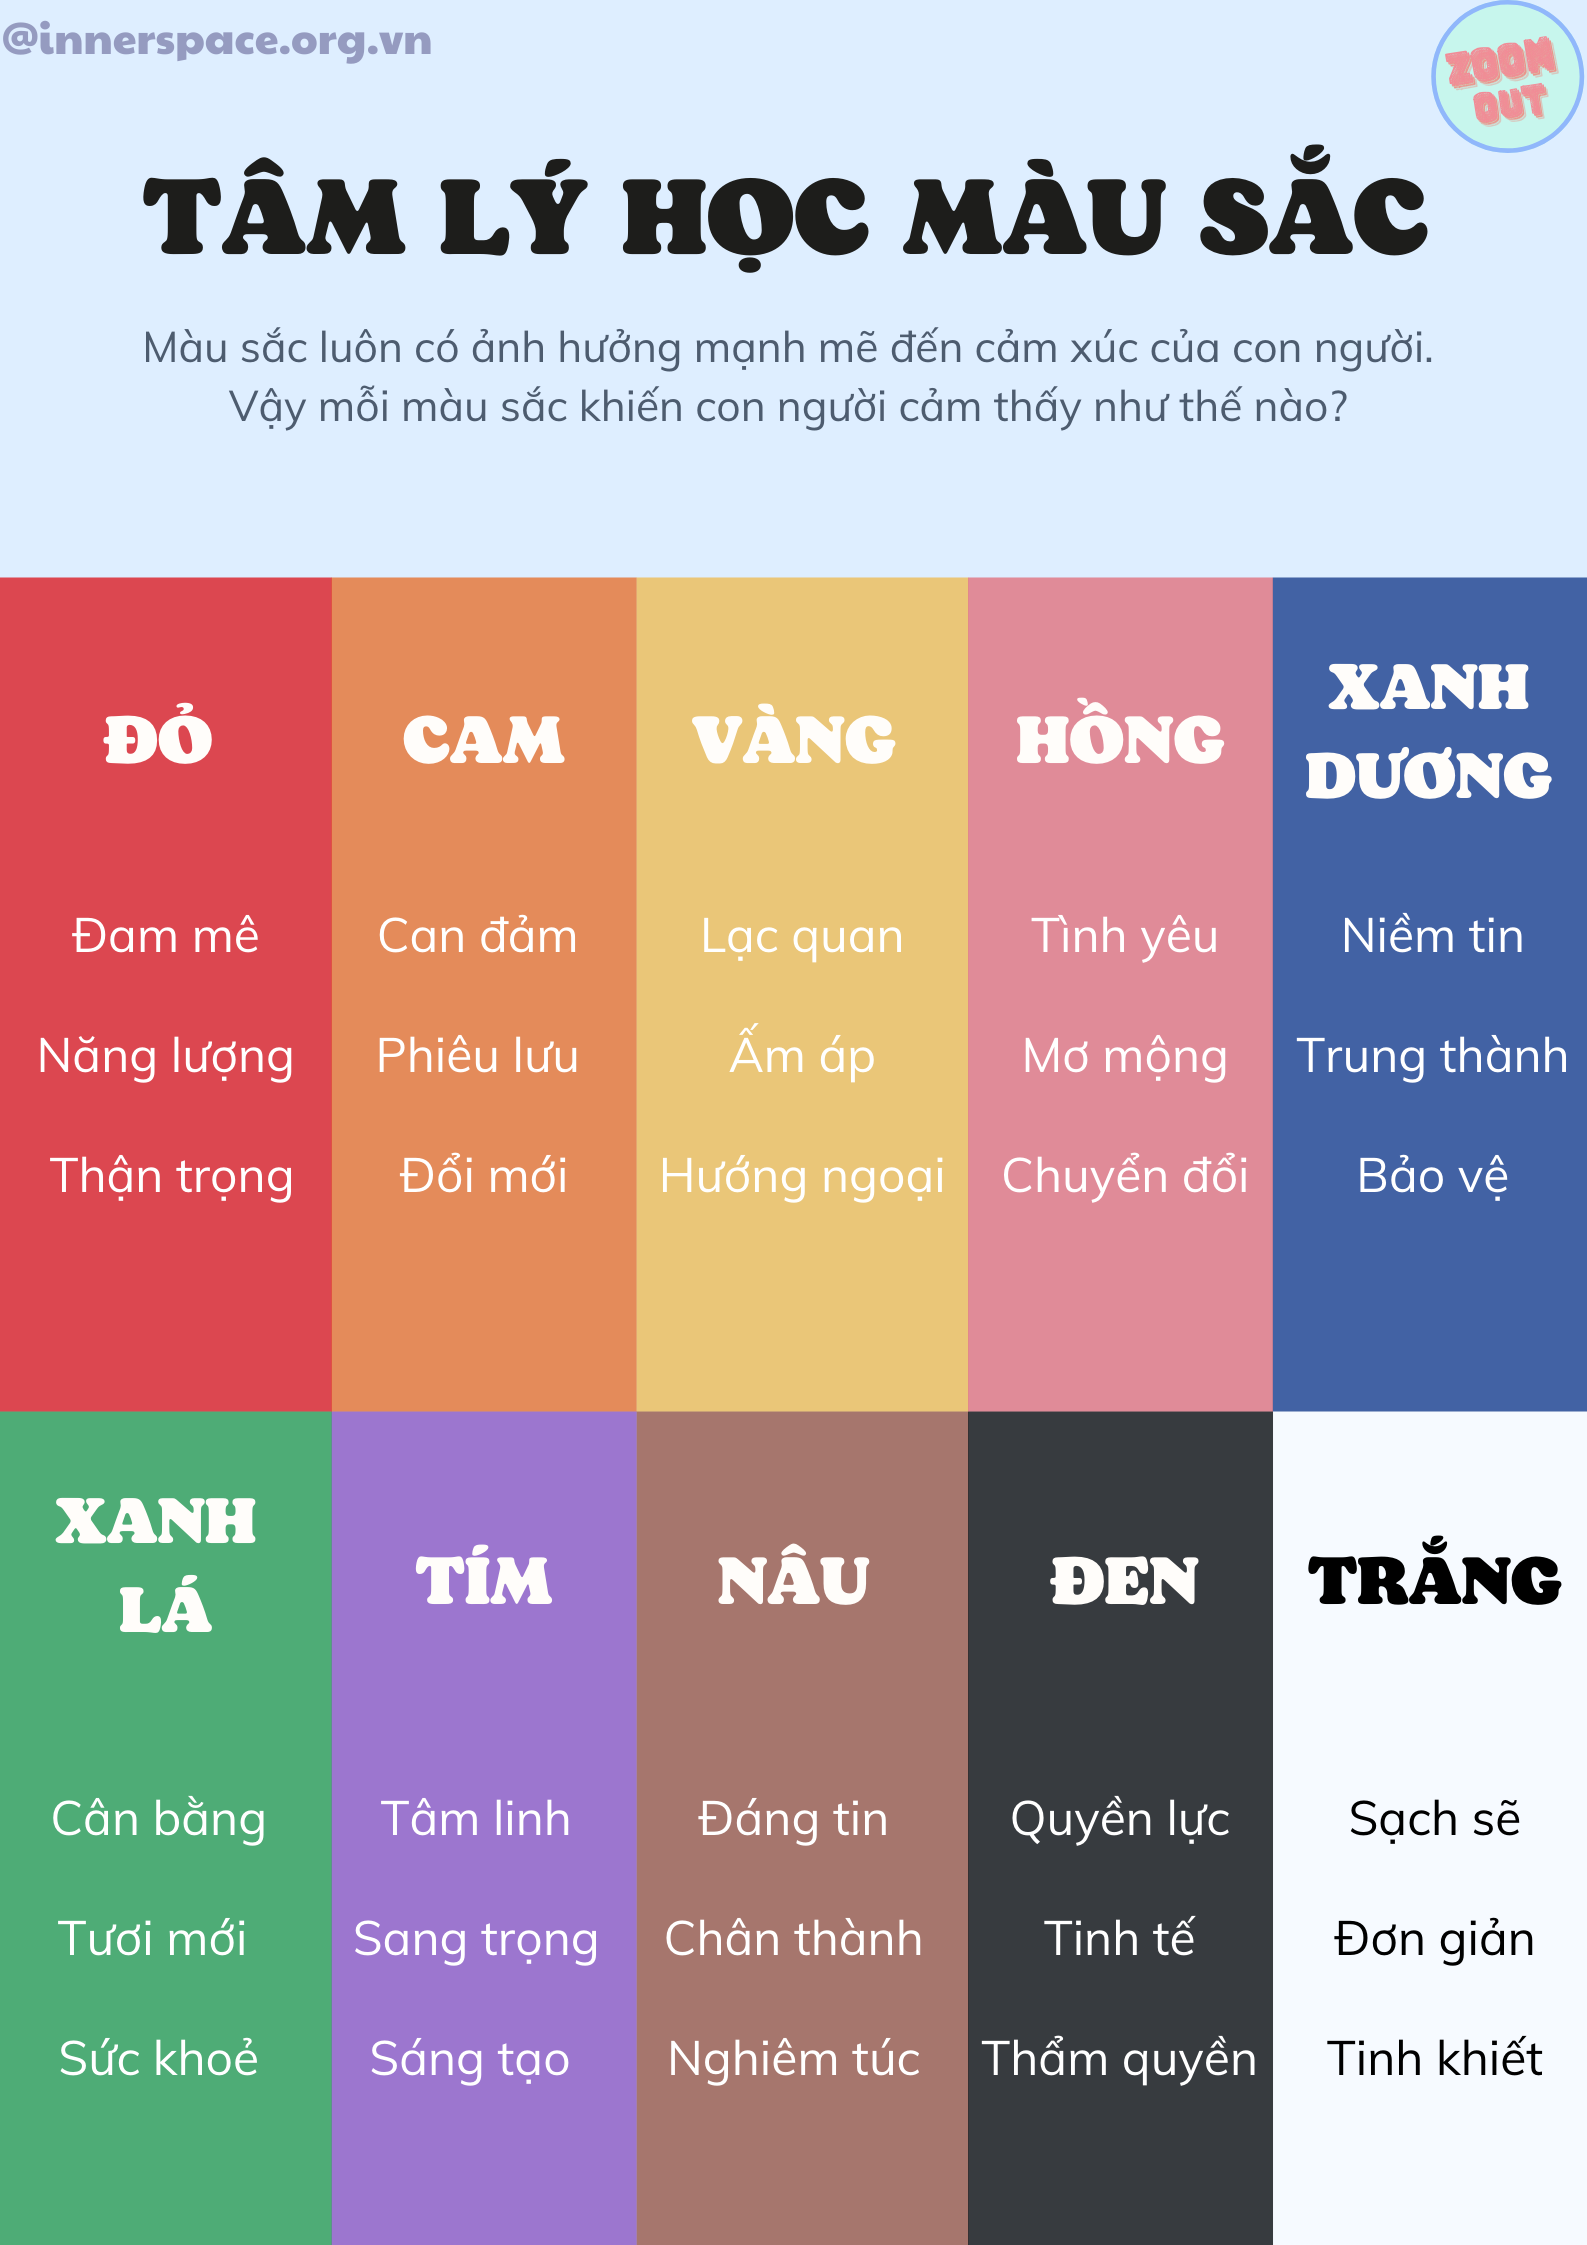 @innerspace.org.vn
ZOOM
OUT
TÂM LÝ HỌC MÀU SẮC
Màu sắc luôn có ảnh hưởng mạnh mẽ đến cảm xúc của con người.
Vậy mỗi màu sắc khiến con người cảm thấy như thế nào?
ĐỎ
Đam mê
Năng lượng
Thận trọng
CAM
Can đảm
Phiêu lưu
Đổi mới
VÀNG
Lạc quan
Ấm áp
Hướng ngoại
HỒNG
Tình yêu
Mơ mộng
Chuyển đổi
XANH
DƯƠNG
Niềm tin
Trung thành
Bảo vệ
XANH
LÁ
Cân bằng
Tươi mới
Sức khoẻ
TÍM
Tâm linh
Sang trọng
Sáng tạo
NÂU
Đáng tin
Chân thành
Nghiêm túc
ĐEN
Quyền lực
Tinh tế
Thẩm quyền
TRẮNG
Sạch sẽ
Đơn giản
Tinh khiết